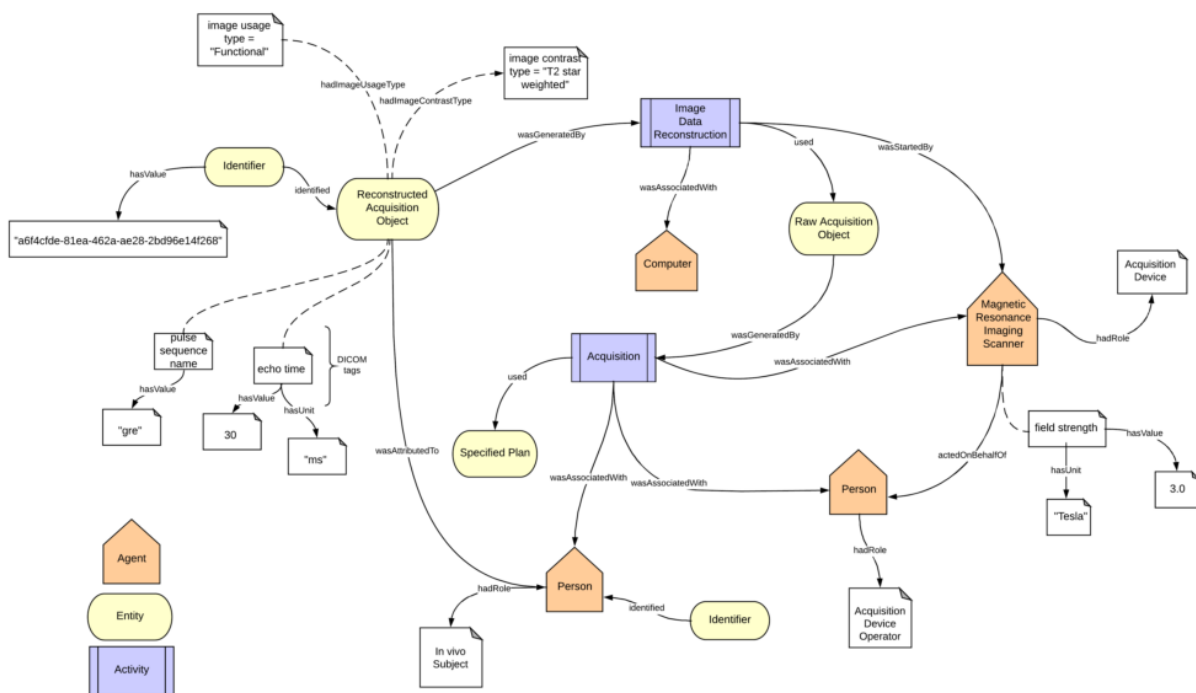 image usage
type =
"Functional"
image contrast
type = "T2 star
weighted"
hadImageUsageType
hadImageContrastType
Image
Data
Reconstruction
wasGeneratedBy
used
wasStartedBy
Identifier
hasValue
identified
wasAssociatedWith
Reconstructed
Acquisition
Object
Raw Acquisition
Object
"a6f4cfde-81ea-462a-ae28-2bd96e14f268"
Computer
Acquisition
Device
Magnetic
Resonance
Imaging
Scanner
hadRole
pulse
sequence
name
wasGeneratedBy
Acquisition
wasAssociatedWith
echo time
DICOM
tags
used
hasValue
hasValue
hasUnit
"gre"
30
"ms"
field strength
hasValue
wasAttributedTo
Specified Plan
actedOnBehalfOf
hasUnit
wasAssociatedWith
wasAssociatedWith
Person
3.0
"Tesla"
hadRole
Agent
Person
hadRole
identified
Entity
Identifier
Acquisition
Device
Operator
In vivo
Subject
Activity